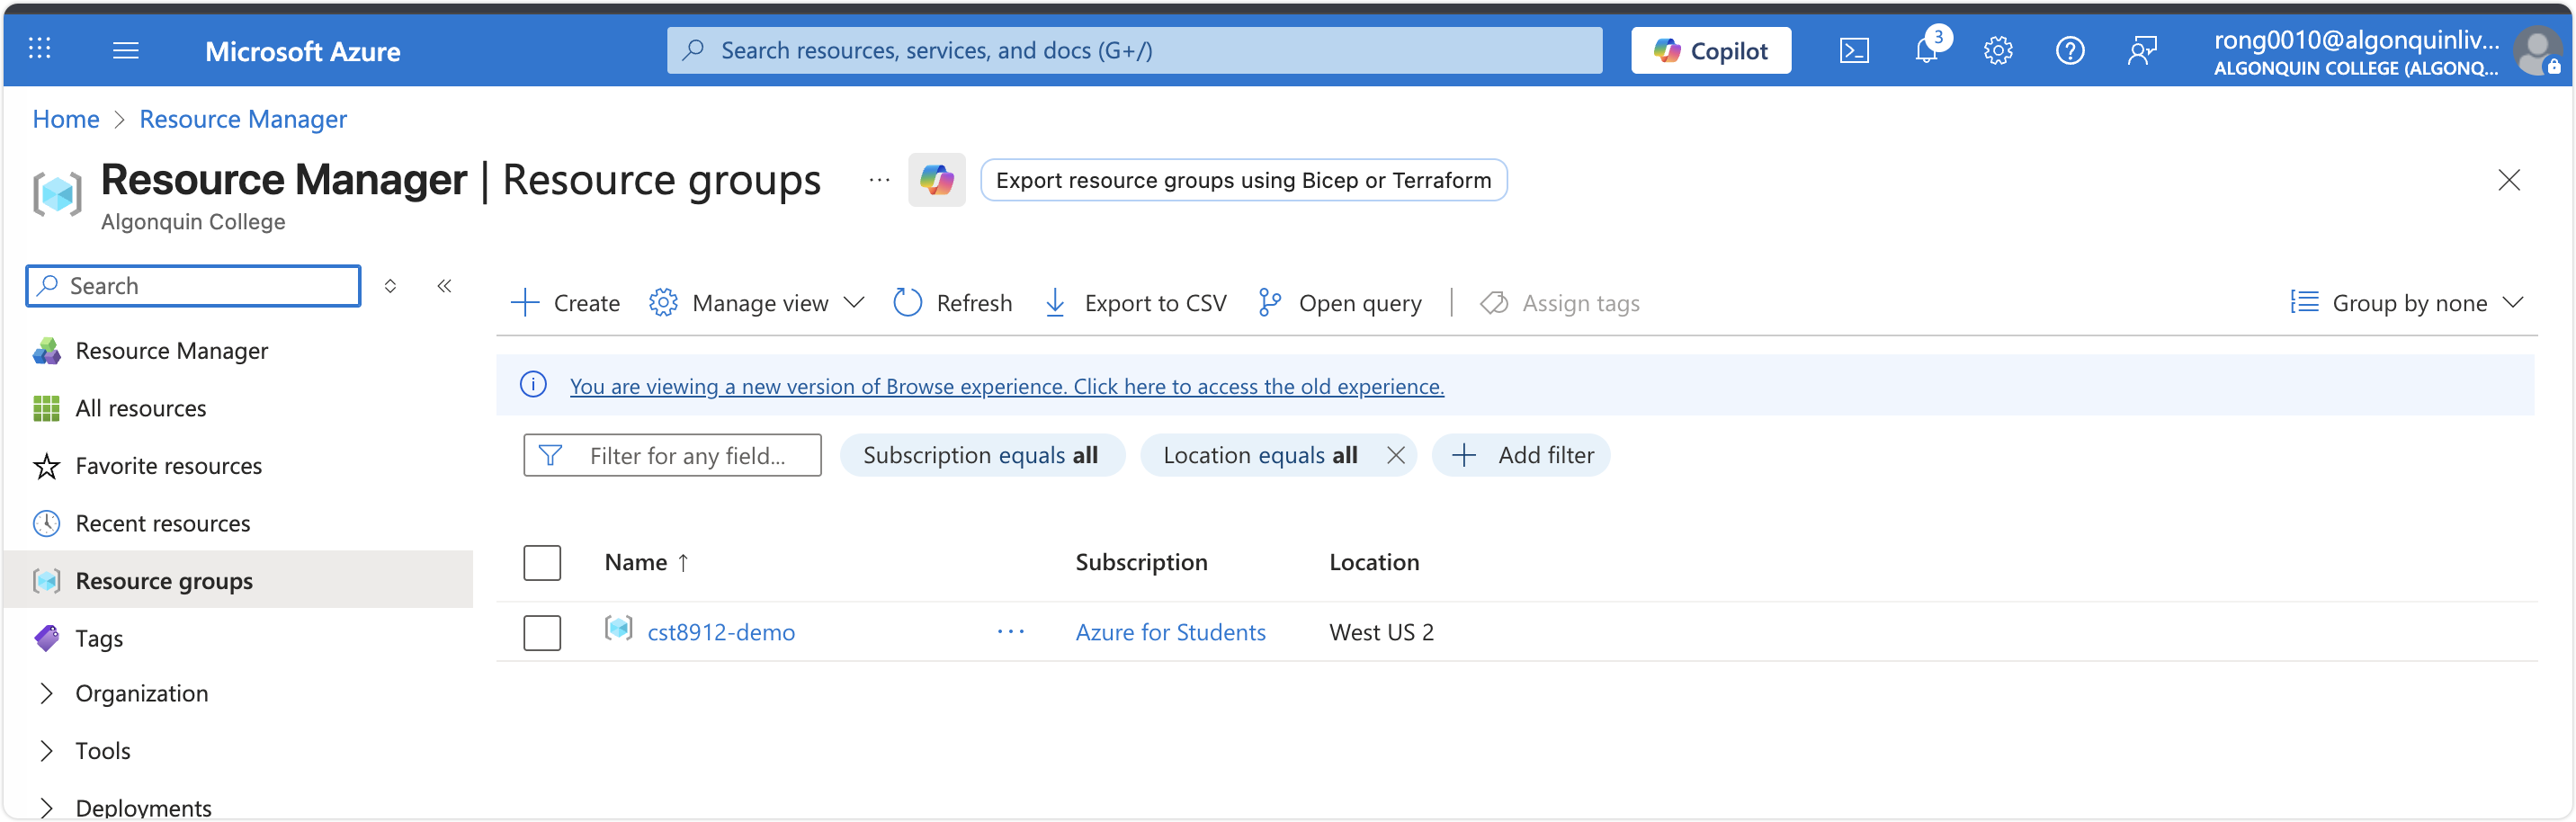 Microsoft Azure
Search resources, services, and docs (G+/)
Copilot
3
rong0010@algonquinliv...
ALGONQUIN COLLEGE (ALGONQ...
Home > Resource Manager
Resource Manager | Resource groups
...
Export resource groups using Bicep or Terraform
Algonquin College
Search
Create
Manage view
Refresh
Export to CSV
Open query
Assign tags
Group by none
You are viewing a new version of Browse experience. Click here to access the old experience.
Filter for any field...
Subscription equals all
Location equals all
Add filter
Resource Manager
All resources
Favorite resources
Recent resources
Resource groups
Tags
Organization
Tools
Deployments
Name ↑
Subscription
Location
cst8912-demo
...
Azure for Students
West US 2